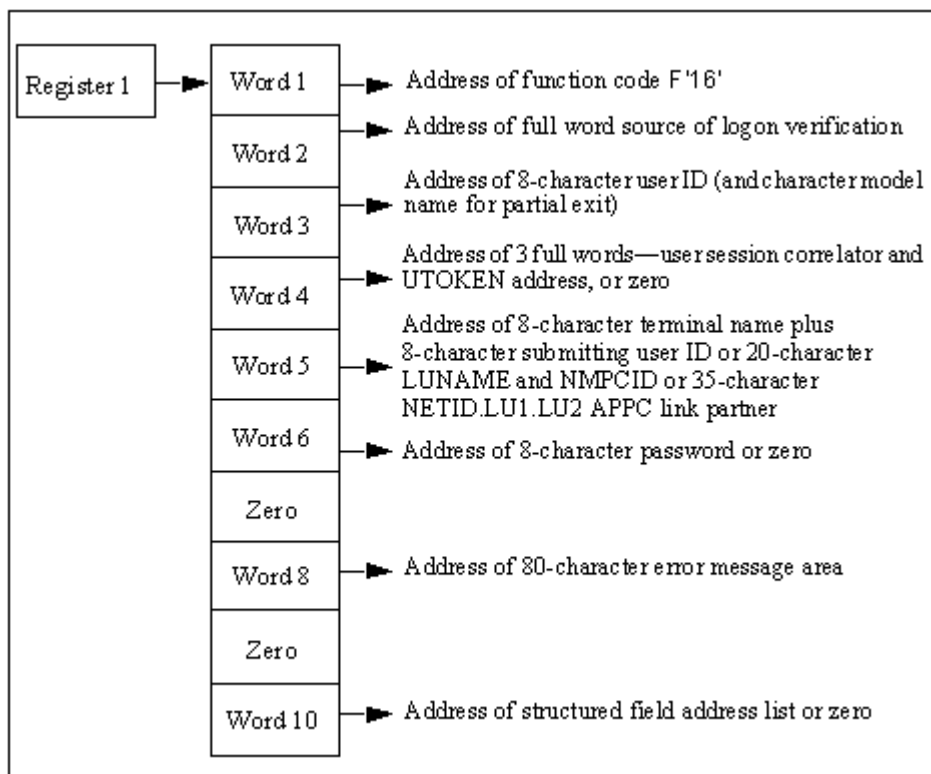 Register 1
Word 1
Address of function code F'16'
Word 2
Address of full word source of logon verification
Word 3
Address of 8-character user ID (and character model
name for partial exit)
Word 4
Address of 3 full words—user session correlator and
UTOKEN address, or zero
Word 5
Address of 8-character terminal name plus
8-character submitting user ID or 20-character
LUNAME and NMPCID or 35-character
NETID.LU1.LU2 APPC link partner
Word 6
Address of 8-character password or zero
Zero
Word 8
Address of 80-character error message area
Zero
Word 10
Address of structured field address list or zero